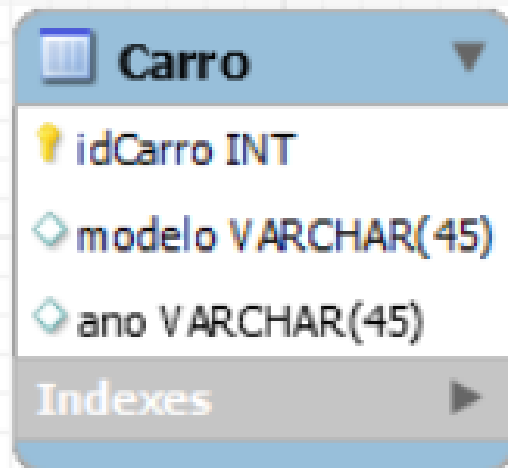 Carro
idCarro INT
modelo VARCHAR(45)
ano VARCHAR(45)
Indexes